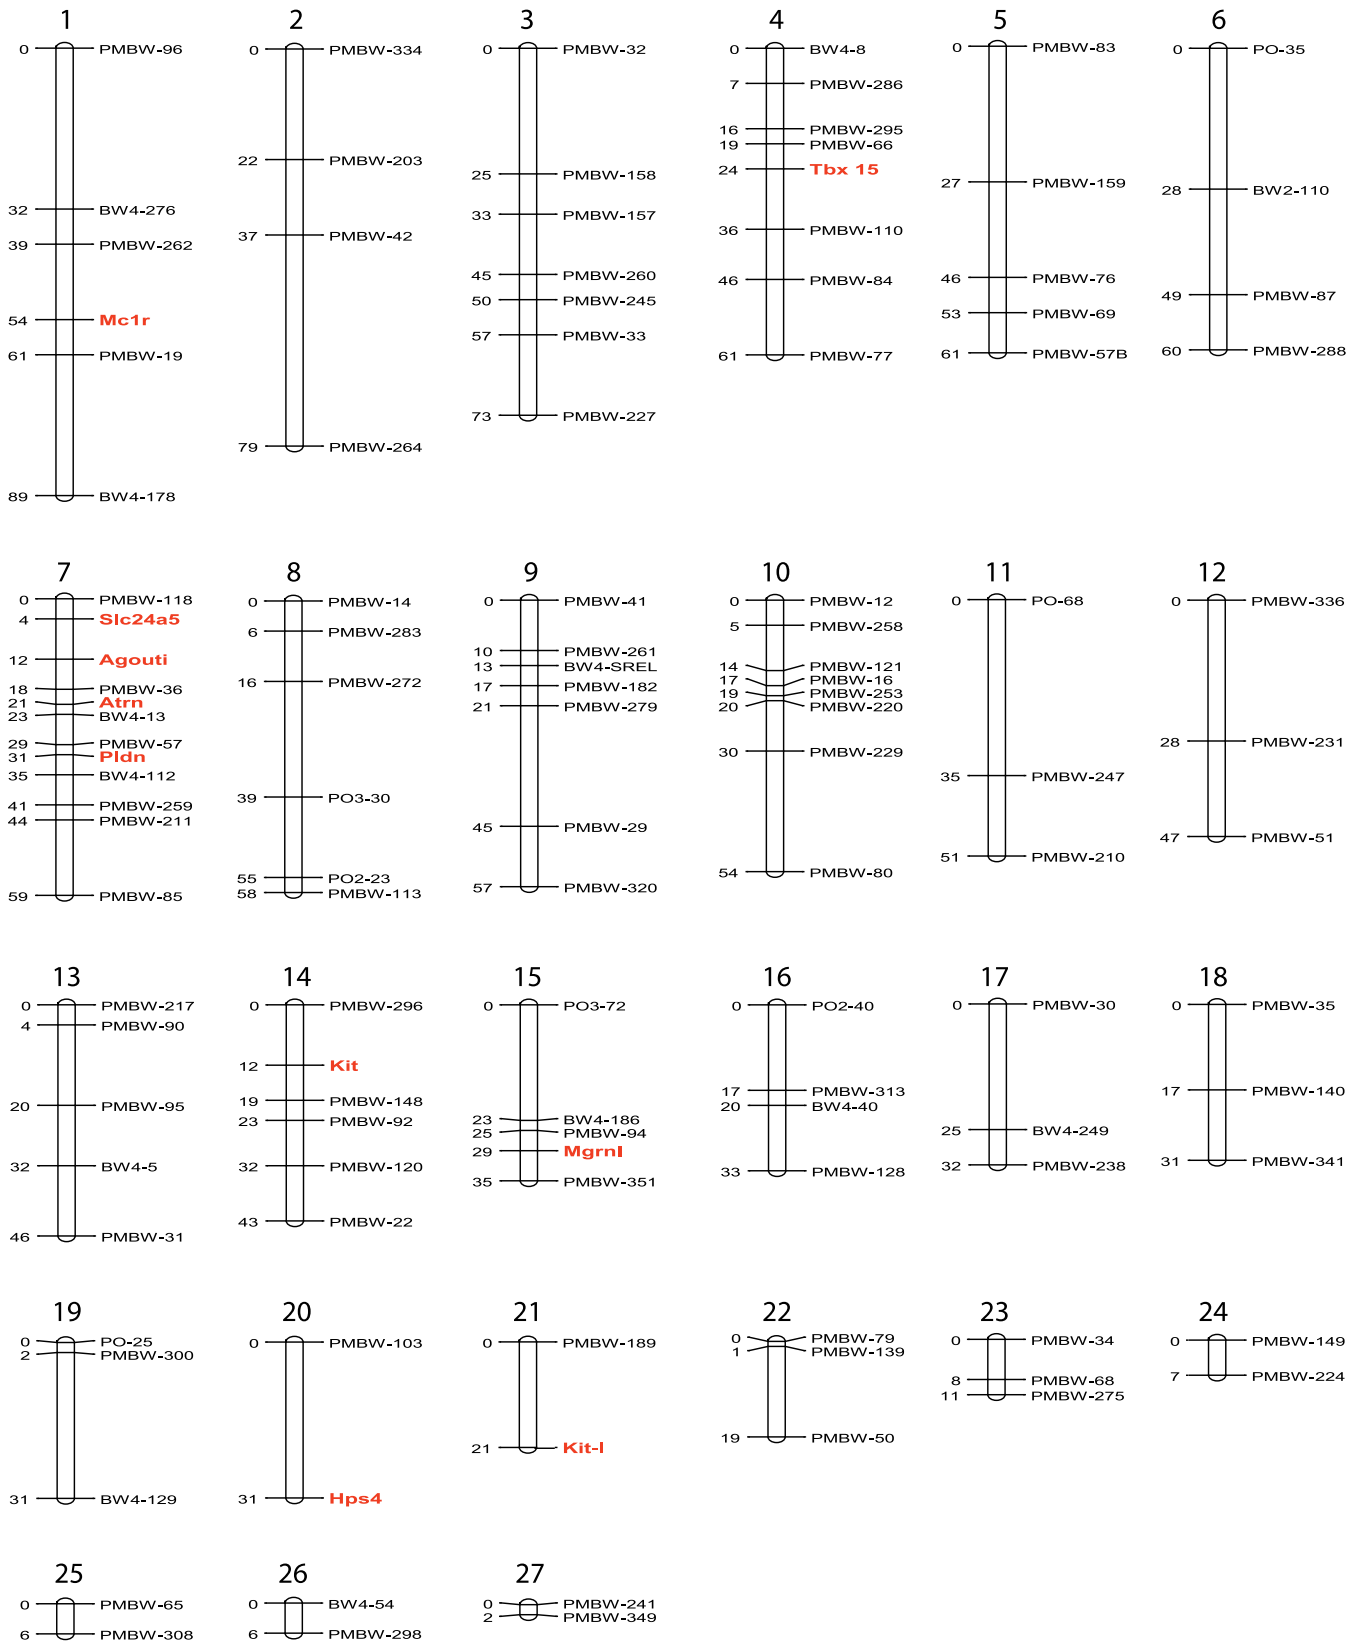 1
0 PMBW-96
32 BW4-276
39 PMBW-262
54 Mc1r
61 PMBW-19
89 BW4-178
2
0 PMBW-334
22 PMBW-203
37 PMBW-42
79 PMBW-264
3
0 PMBW-32
25 PMBW-158
33 PMBW-157
45 PMBW-260
50 PMBW-245
57 PMBW-33
73 PMBW-227
4
0 BW4-8
7 PMBW-286
16 PMBW-295
19 PMBW-66
24 Tbx 15
36 PMBW-110
46 PMBW-84
61 PMBW-77
5
0 PMBW-83
27 PMBW-159
46 PMBW-76
53 PMBW-69
61 PMBW-57B
6
0 PO-35
28 BW2-110
49 PMBW-87
60 PMBW-288
7
0 PMBW-118
4 Slc24a5
12 Agouti
18 PMBW-36
21 Atrn
23 BW4-13
29 PMBW-57
31 Pldn
35 BW4-112
41 PMBW-259
44 PMBW-211
59 PMBW-85
8
0 PMBW-14
6 PMBW-283
16 PMBW-272
39 PO3-30
55 PO2-23
58 PMBW-113
9
0 PMBW-41
10 PMBW-261
13 BW4-SREL
17 PMBW-182
21 PMBW-279
45 PMBW-29
57 PMBW-320
10
0 PMBW-12
5 PMBW-258
14 PMBW-121
17 PMBW-16
19 PMBW-253
20 PMBW-220
30 PMBW-229
54 PMBW-80
11
0 PO-68
35 PMBW-247
51 PMBW-210
12
0 PMBW-336
28 PMBW-231
47 PMBW-51
13
0 PMBW-217
4 PMBW-90
20 PMBW-95
32 BW4-5
46 PMBW-31
14
0 PMBW-296
12 Kit
19 PMBW-148
23 PMBW-92
32 PMBW-120
43 PMBW-22
15
0 PO3-72
23 BW4-186
25 PMBW-94
29 MgrnI
35 PMBW-351
16
0 PO2-40
17 PMBW-313
20 BW4-40
33 PMBW-128
17
0 PMBW-30
25 BW4-249
32 PMBW-238
18
0 PMBW-35
17 PMBW-140
31 PMBW-341
19
0 PO-25
2 PMBW-300
31 BW4-129
20
0 PMBW-103
31 Hps4
21
0 PMBW-189
21 Kit-l
22
0 PMBW-79
1 PMBW-139
19 PMBW-50
23
0 PMBW-34
8 PMBW-68
11 PMBW-275
24
0 PMBW-149
7 PMBW-224
25
0 PMBW-65
6 PMBW-308
26
0 BW4-54
6 PMBW-298
27
0 PMBW-241
2 PMBW-349